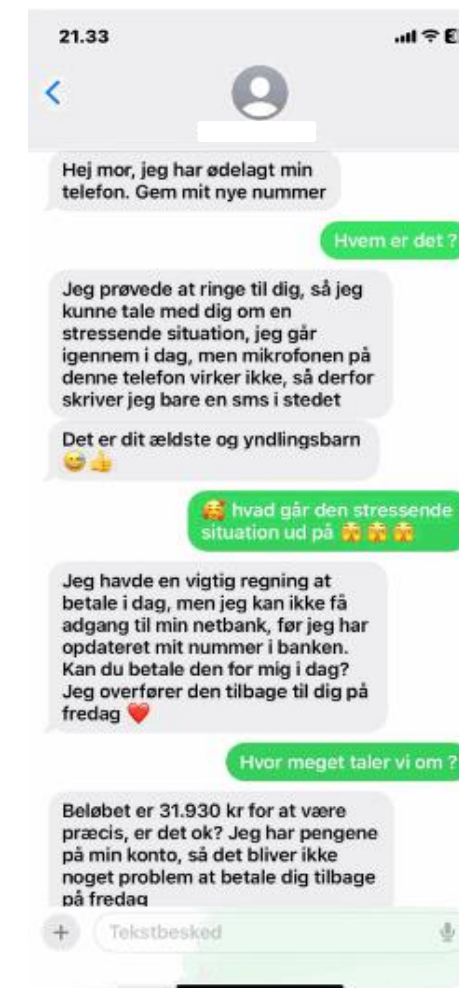 21.33
Hej mor, jeg har ødelagt min
telefon. Gem mit nye nummer
Hvem er det ?
Jeg prøvede at ringe til dig, så jeg
kunne tale med dig om en
stressende situation, jeg går
igennem i dag, men mikrofonen på
denne telefon virker ikke, så derfor
skriver jeg bare en sms i stedet
Det er dit ældste og yndlingsbarn
😅👍
🥰 hvad går den stressende
situation ud på 🫣🫣🫣
Jeg havde en vigtig regning at
betale i dag, men jeg kan ikke få
adgang til min netbank, før jeg har
opdateret mit nummer i banken.
Kan du betale den for mig i dag?
Jeg overfører den tilbage til dig på
fredag ❤️
Hvor meget taler vi om ?
Beløbet er 31.930 kr for at være
præcis, er det ok? Jeg har pengene
på min konto, så det bliver ikke
noget problem at betale dig tilbage
på fredag
Tekstbesked